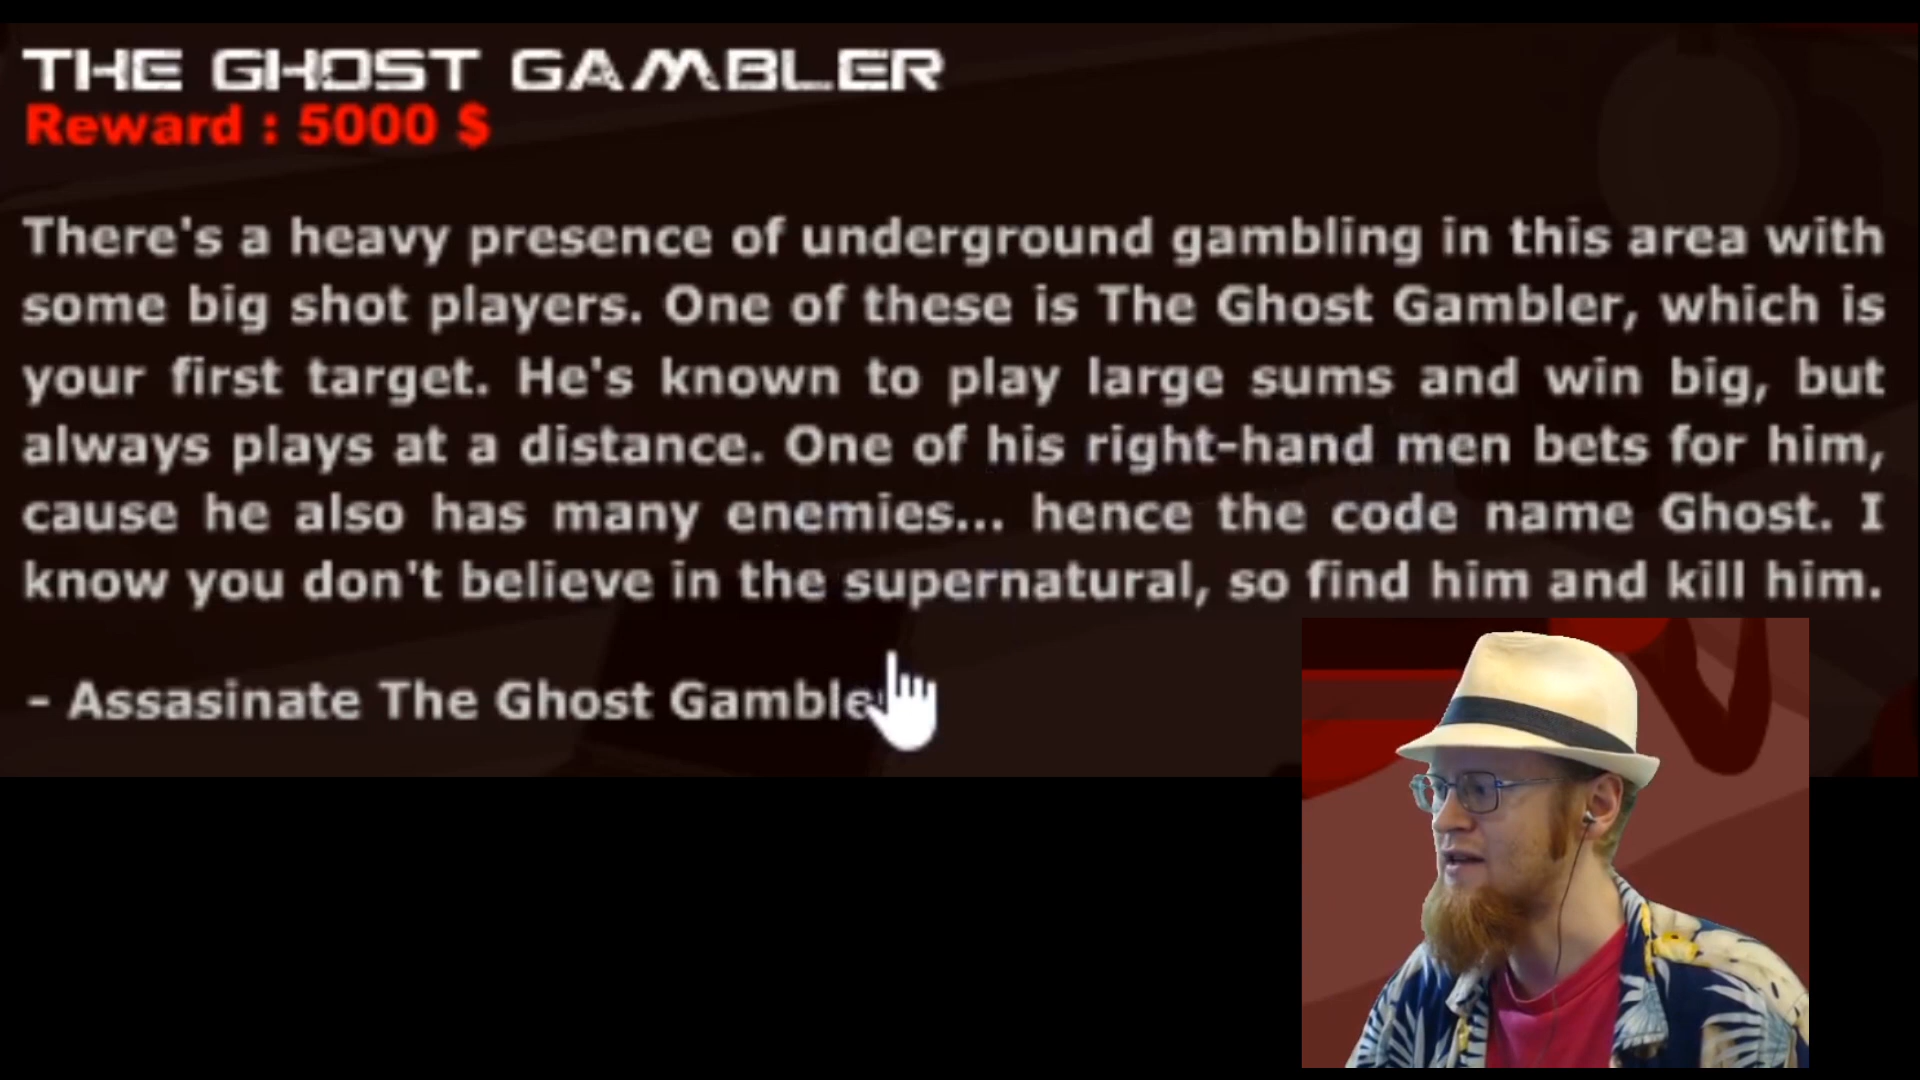 THE GHOST GAMBLER
Reward : 5000 $
There's a heavy presence of underground gambling in this area with
some big shot players. One of these is The Ghost Gambler, which is
your first target. He's known to play large sums and win big, but
always plays at a distance. One of his right-hand men bets for him,
cause he also has many enemies... hence the code name Ghost. I
know you don't believe in the supernatural, so find him and kill him.
- Assasinate The Ghost Gambler